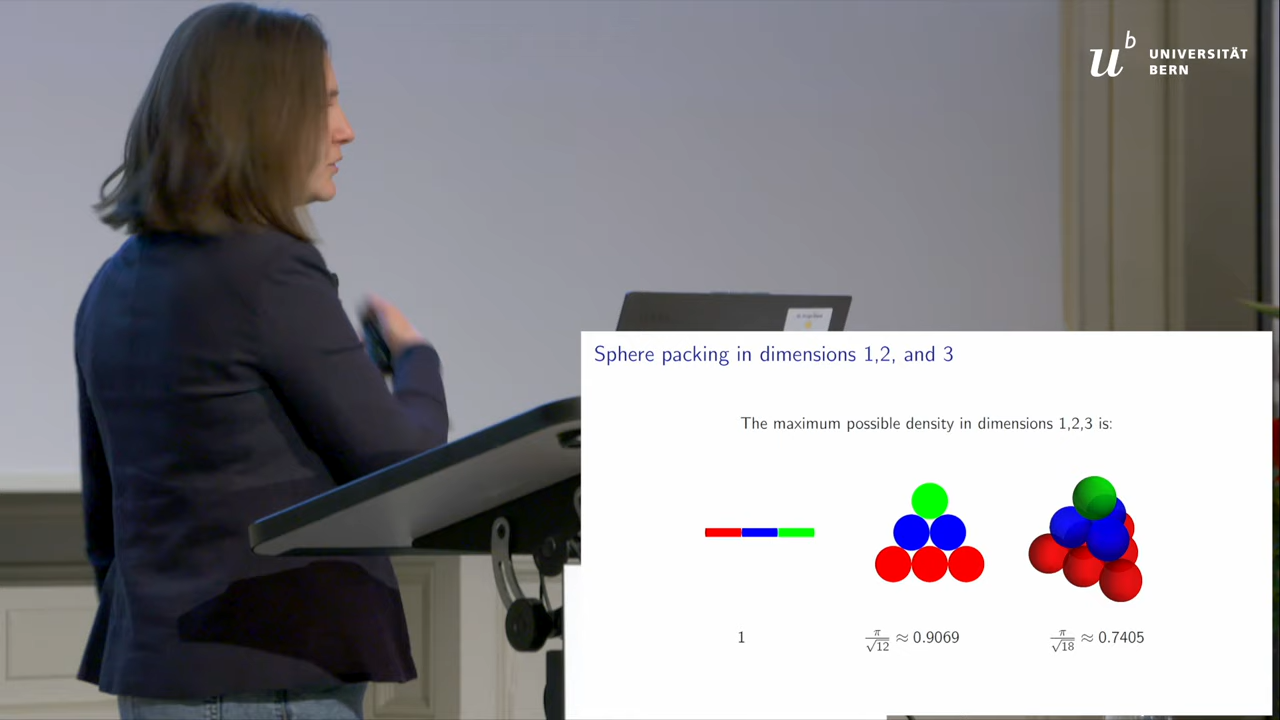 u b UNIVERSITÄT
BERN
Sphere packing in dimensions 1,2, and 3
The maximum possible density in dimensions 1,2,3 is:
1
π/√12 ≈ 0.9069
π/√18 ≈ 0.7405